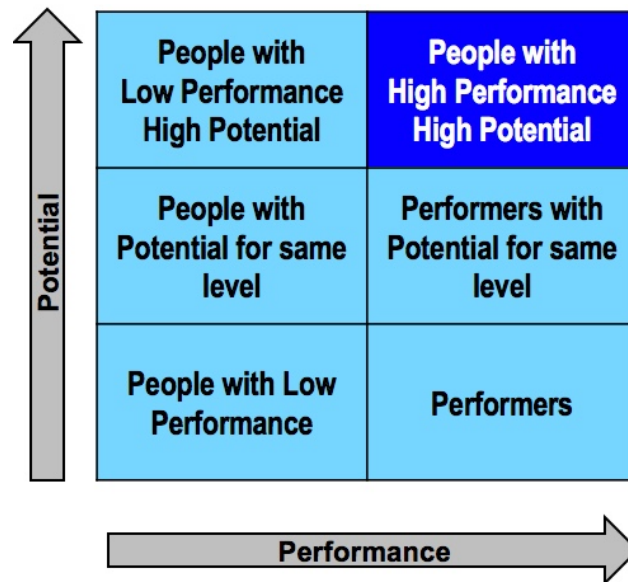 People with
Low Performance
High Potential
People with
High Performance
High Potential
People with
Potential for same
level
Performers with
Potential for same
level
People with Low
Performance
Performers
Potential
Performance